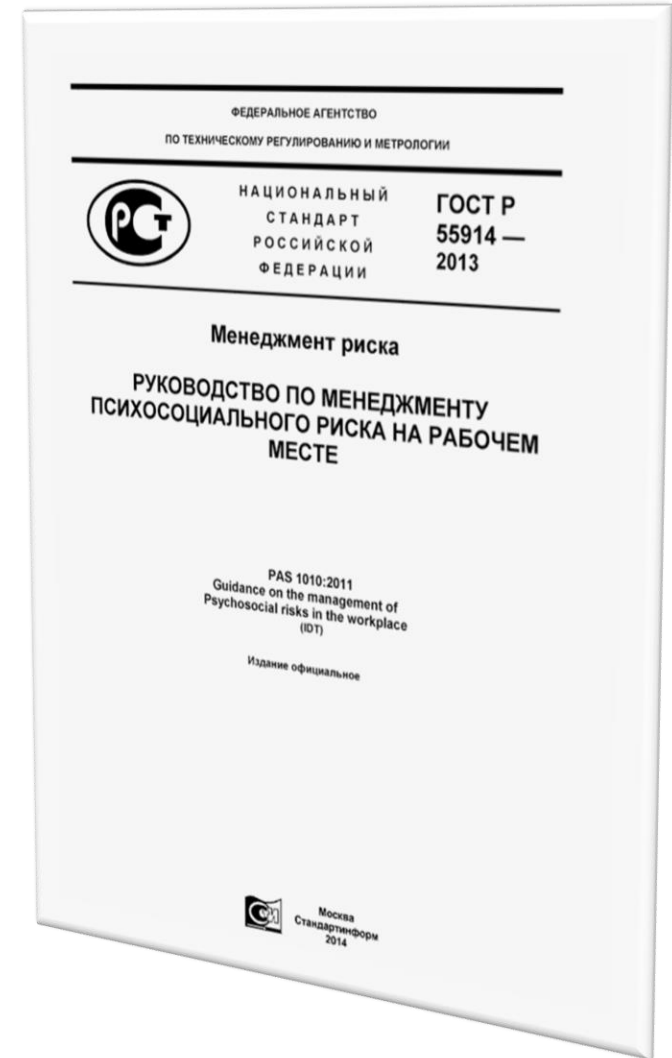 ФЕДЕРАЛЬНОЕ АГЕНТСТВО
ПО ТЕХНИЧЕСКОМУ РЕГУЛИРОВАНИЮ И МЕТРОЛОГИИ
НАЦИОНАЛЬНЫЙ
СТАНДАРТ
РОССИЙСКОЙ
ФЕДЕРАЦИИ
ГОСТ Р
55914 —
2013
Менеджмент риска
РУКОВОДСТВО ПО МЕНЕДЖМЕНТУ
ПСИХОСОЦИАЛЬНОГО РИСКА НА РАБОЧЕМ
МЕСТЕ
PAS 1010:2011
Guidance on the management of
Psychosocial risks in the workplace
(IDT)
Издание официальное
Москва
Стандартинформ
2014